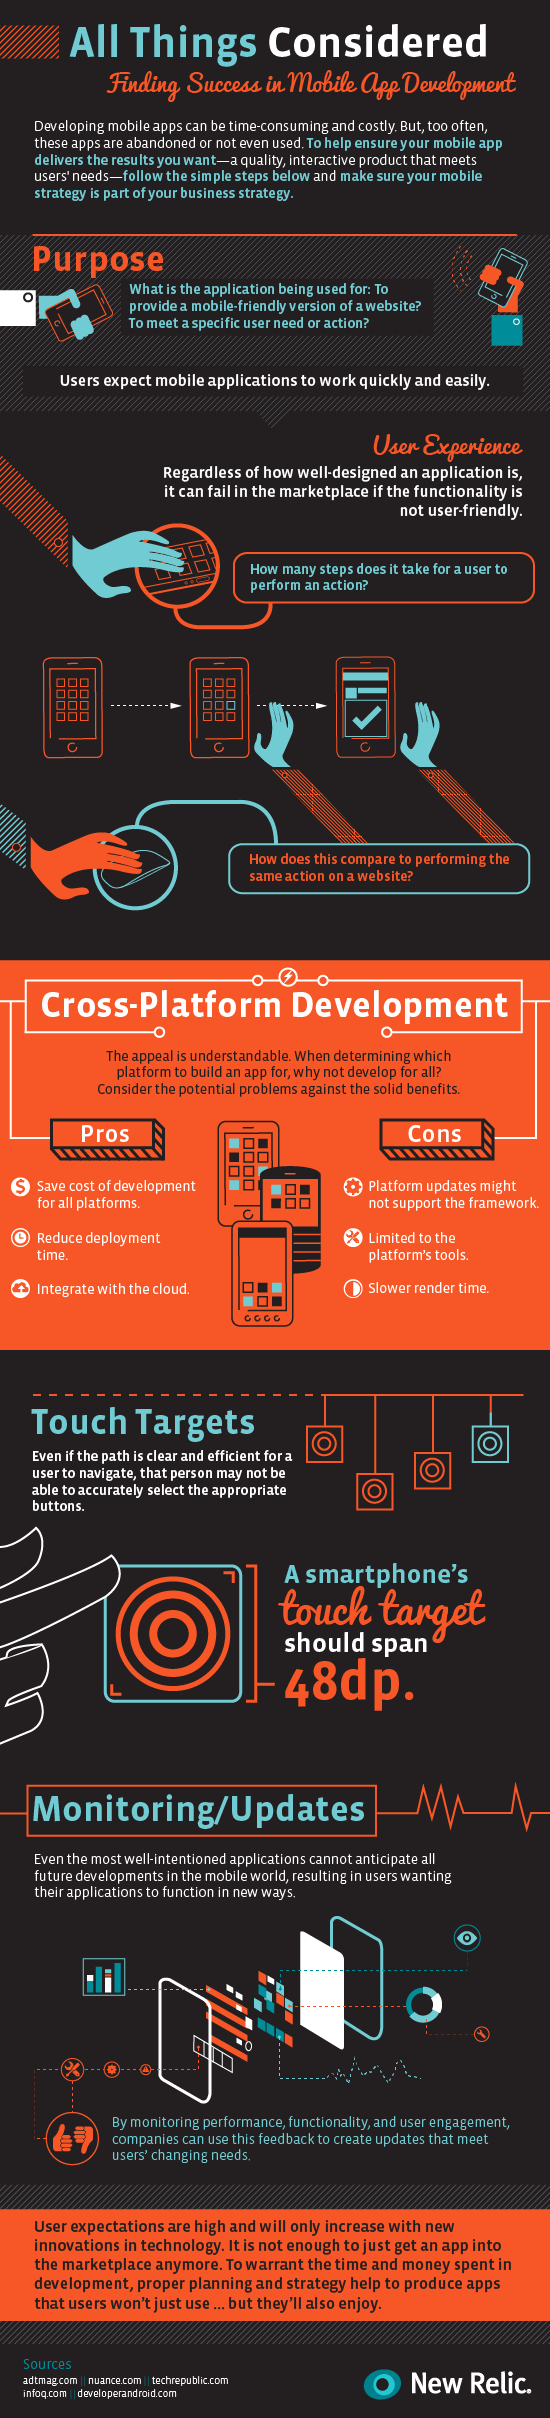 All Things Considered
Finding Success in Mobile App Development
Developing mobile apps can be time-consuming and costly. But, too often,
these apps are abandoned or not even used. To help ensure your mobile app
delivers the results you want—a quality, interactive product that meets
users' needs—follow the simple steps below and make sure your mobile
strategy is part of your business strategy.
Purpose
What is the application being used for: To
provide a mobile-friendly version of a website?
To meet a specific user need or action?
Users expect mobile applications to work quickly and easily.
User Experience
Regardless of how well-designed an application is,
it can fail in the marketplace if the functionality is
not user-friendly.
How many steps does it take for a user to
perform an action?
How does this compare to performing the
same action on a website?
Cross-Platform Development
The appeal is understandable. When determining which
platform to build an app for, why not develop for all?
Consider the potential problems against the solid benefits.
Pros
Save cost of development
for all platforms.
Reduce deployment
time.
Integrate with the cloud.
Cons
Platform updates might
not support the framework.
Limited to the
platform's tools.
Slower render time.
Touch Targets
Even if the path is clear and efficient for a
user to navigate, that person may not be
able to accurately select the appropriate
buttons.
A smartphone's
touch target
should span
48dp.
Monitoring/Updates
Even the most well-intentioned applications cannot anticipate all
future developments in the mobile world, resulting in users wanting
their applications to function in new ways.
By monitoring performance, functionality, and user engagement,
companies can use this feedback to create updates that meet
users' changing needs.
User expectations are high and will only increase with new
innovations in technology. It is not enough to just get an app into
the marketplace anymore. To warrant the time and money spent in
development, proper planning and strategy help to produce apps
that users won't just use ... but they'll also enjoy.
Sources
adtmag.com || nuance.com || techrepublic.com
infoq.com || developerandroid.com
New Relic.